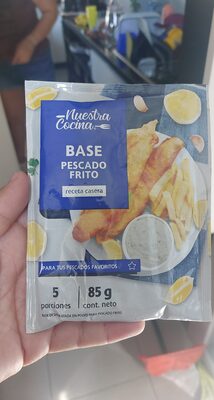 Nuestra
Cocina
BASE
PESCADO
FRITO
receta casera
PARA TUS PESCADOS FAVORITOS
5 85 g
porciones cont. neto